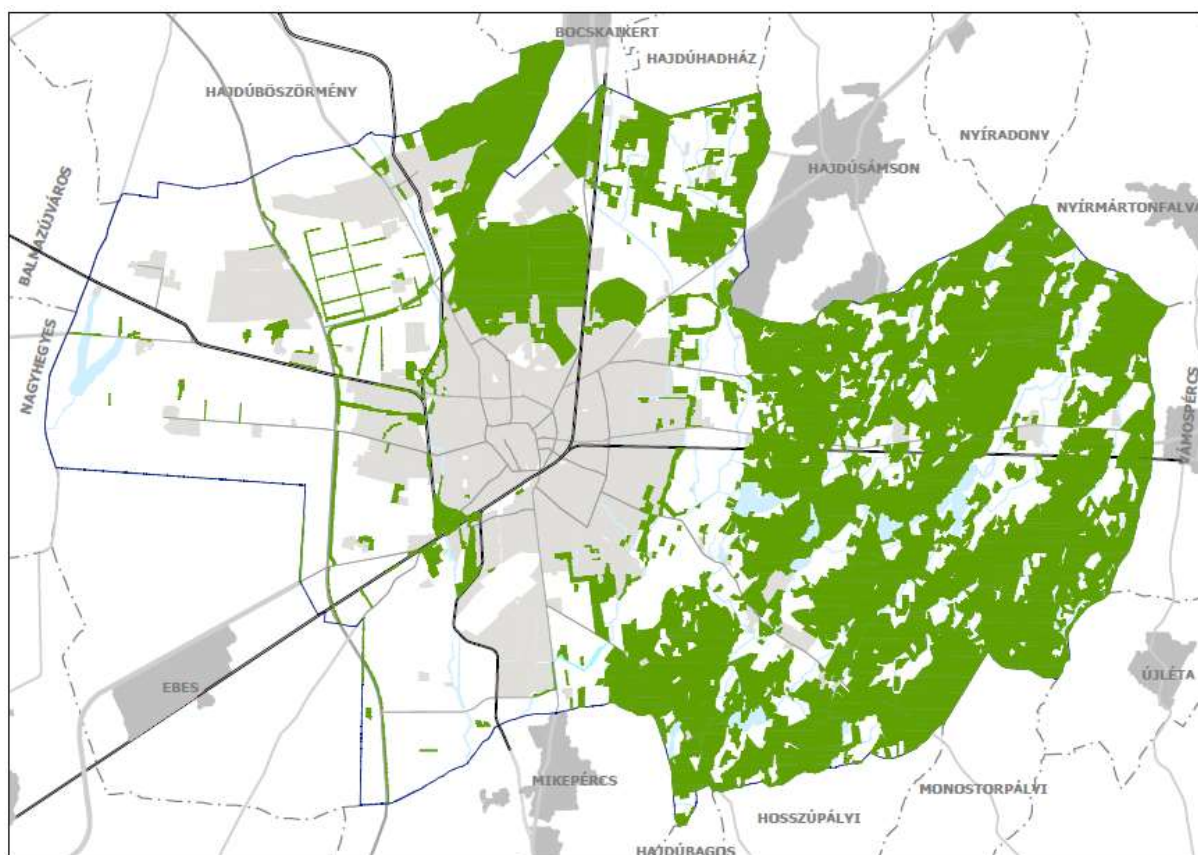 BOCSKAIKERT
HAJDÚHADHÁZ
HAJDÚBÖSZÖRMÉNY
NYÍRADONY
HAJDÚSÁMSON
NYÍRMÁRTONFALVA
BALMAZÚJVÁROS
NAGYHEGYES
VÁMOSPÉRCS
EBES
ÚJLÉTA
MIKEPÉRCS
MONOSTORPÁLYI
HOSSZÚPÁLYI
HAJDÚBAGOS